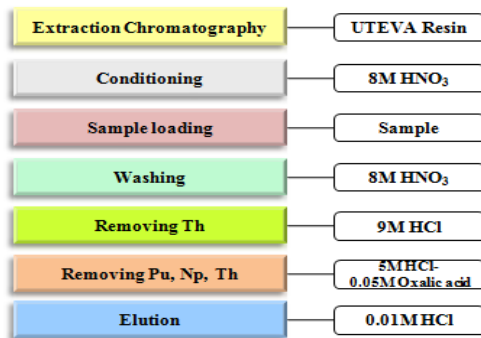 Extraction Chromatography
UTEVA Resin
Conditioning
8M HNO₃
Sample loading
Sample
Washing
8M HNO₃
Removing Th
9M HCl
Removing Pu, Np, Th
5M HCl-
0.05M Oxalic acid
Elution
0.01M HCl